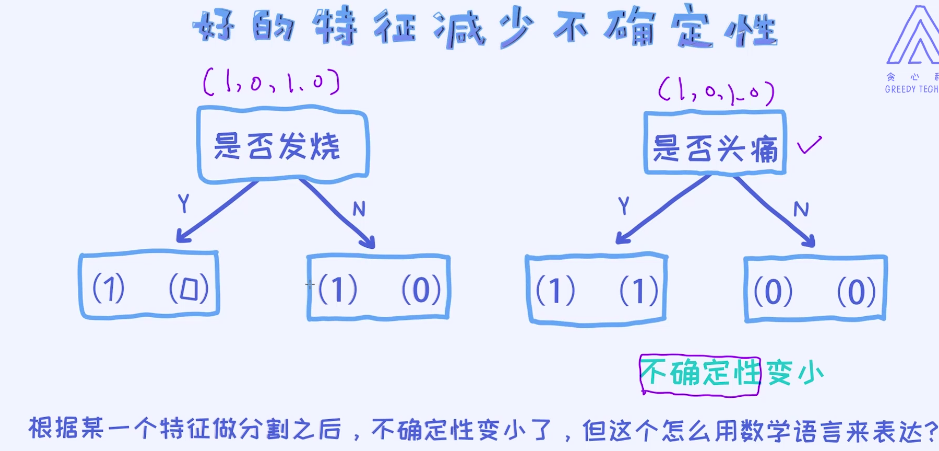 好的特征减少不确定性
贪心科
GREEDY TECH
(1,0,1.0)
(1,0,1.0)
是否发烧
是否头痛
Y
N
Y
N
(1) (0)
(1) (0)
(1) (1)
(0) (0)
不确定性变小
根据某一个特征做分割之后，不确定性变小了，但这个怎么用数学语言来表达?